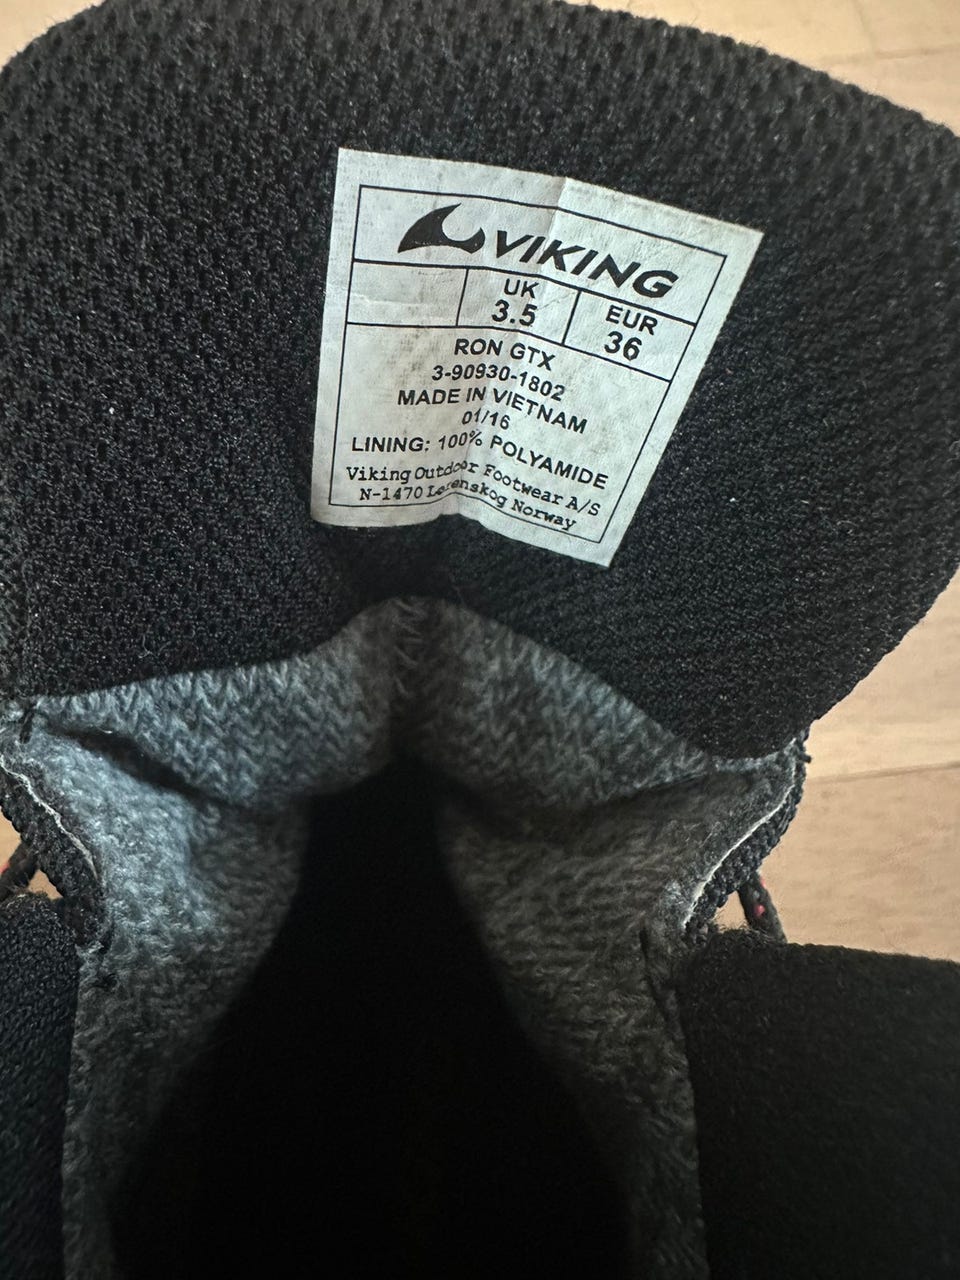 VIKING
UK
3.5
EUR
36
RON GTX
3-90930-1802
MADE IN VIETNAM
01/16
LINING: 100% POLYAMIDE
Viking Outdoor Footwear A/S
N-1470 Lørenskog Norway